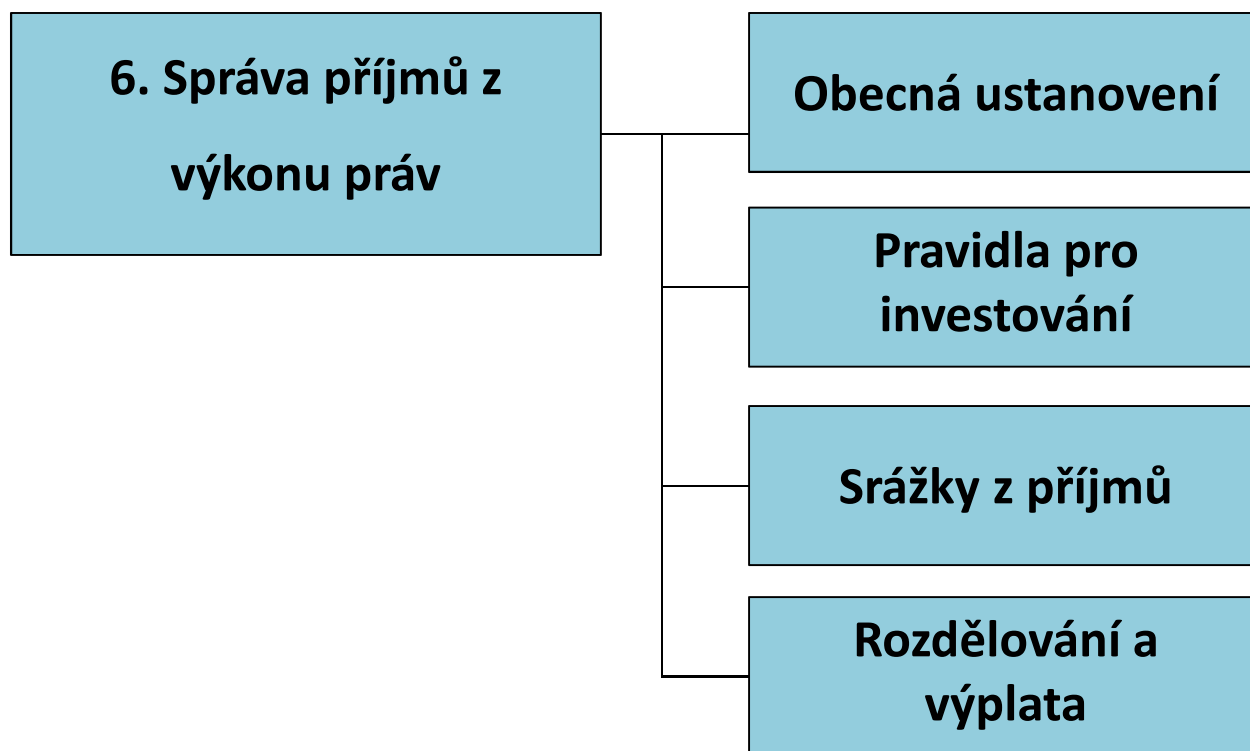 6. Správa příjmů z
výkonu práv
Obecná ustanovení
Pravidla pro
investování
Srážky z příjmů
Rozdělování a
výplata